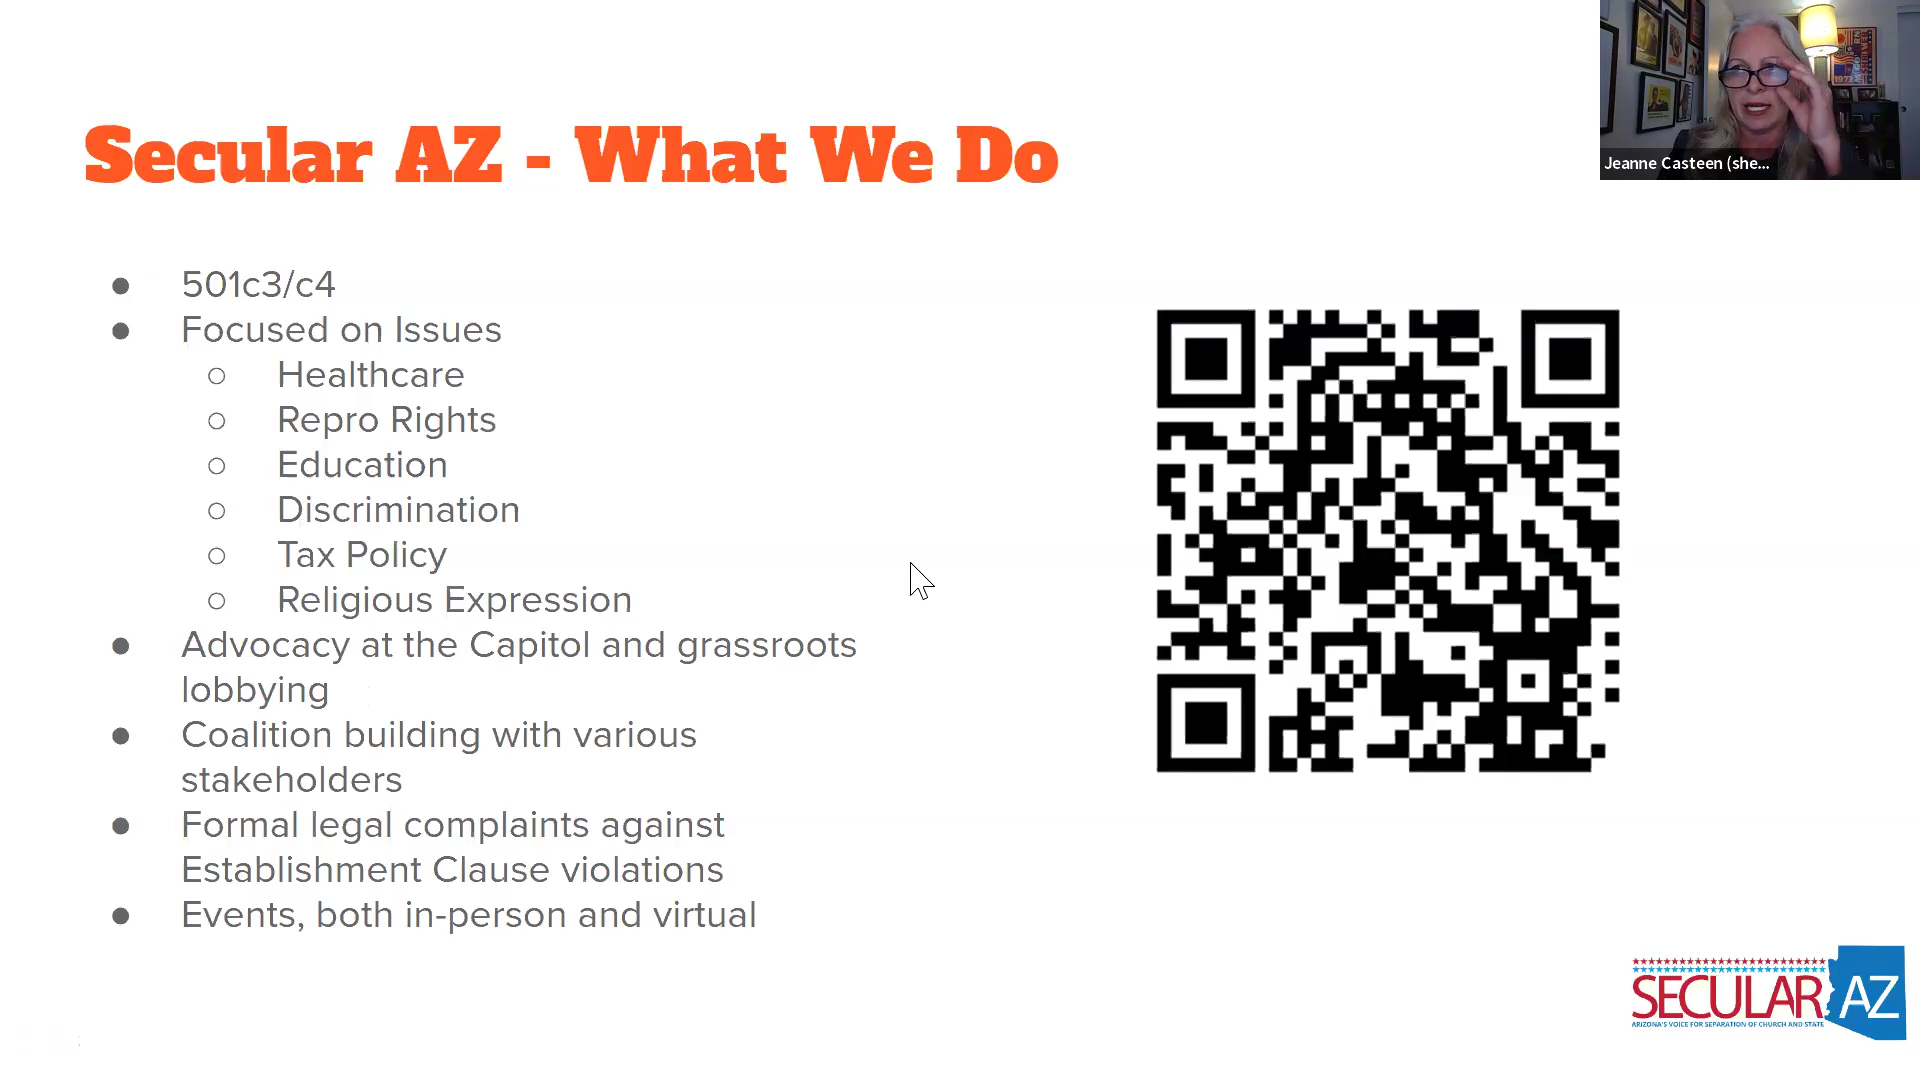 Secular AZ - What We Do
Jeanne Casteen (she...
501c3/c4
Focused on Issues
Healthcare
Repro Rights
Education
Discrimination
Tax Policy
Religious Expression
Advocacy at the Capitol and grassroots
lobbying
Coalition building with various
stakeholders
Formal legal complaints against
Establishment Clause violations
Events, both in-person and virtual
SECULAR AZ
ARIZONA'S VOICE FOR SEPARATION OF CHURCH AND STATE